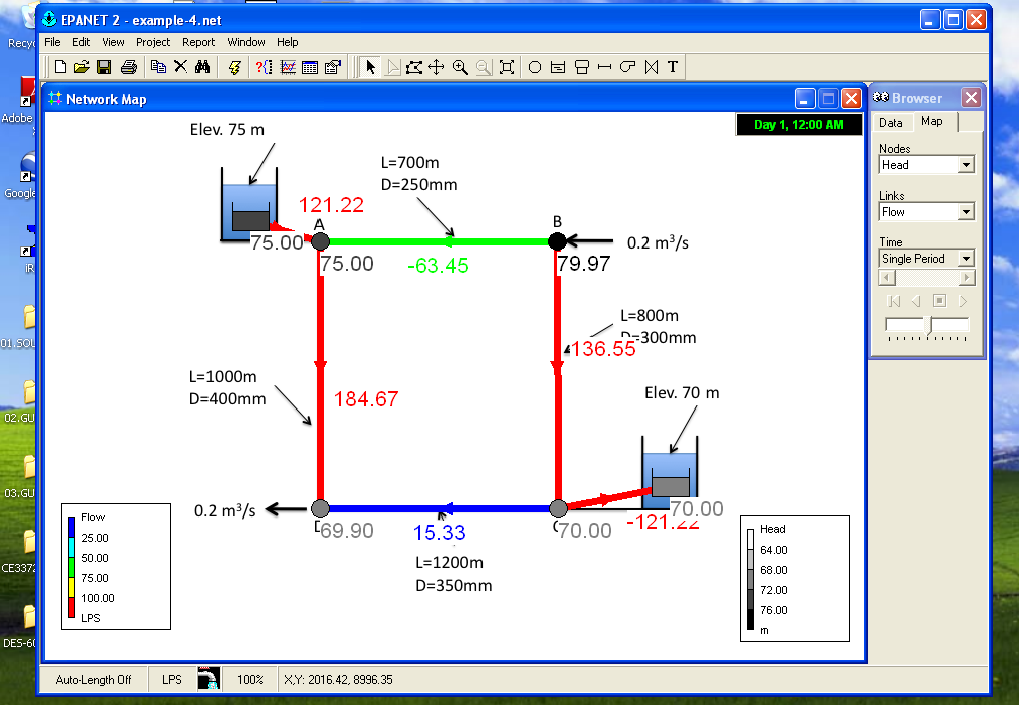 EPANET 2 - example-4.net
File Edit View Project Report Window Help
Network Map
Day 1, 12:00 AM
Elev. 75 m
L=700m
D=250mm
121.22
A
B
75.00
75.00
-63.45
79.97
0.2 m³/s
L=800m
D=300mm
136.55
L=1000m
D=400mm
184.67
Elev. 70 m
0.2 m³/s
69.90
15.33
70.00
-121.22
70.00
L=1200m
D=350mm
Flow
25.00
50.00
75.00
100.00
LPS
Head
64.00
68.00
72.00
76.00
m
Browser
Data Map
Nodes
Head
Links
Flow
Time
Single Period
Auto-Length Off LPS 100% X,Y: 2016.42, 8996.35
Recyc
Adobe
Google
01.SOL
02.GU
03.GU
CE3372
DES-60